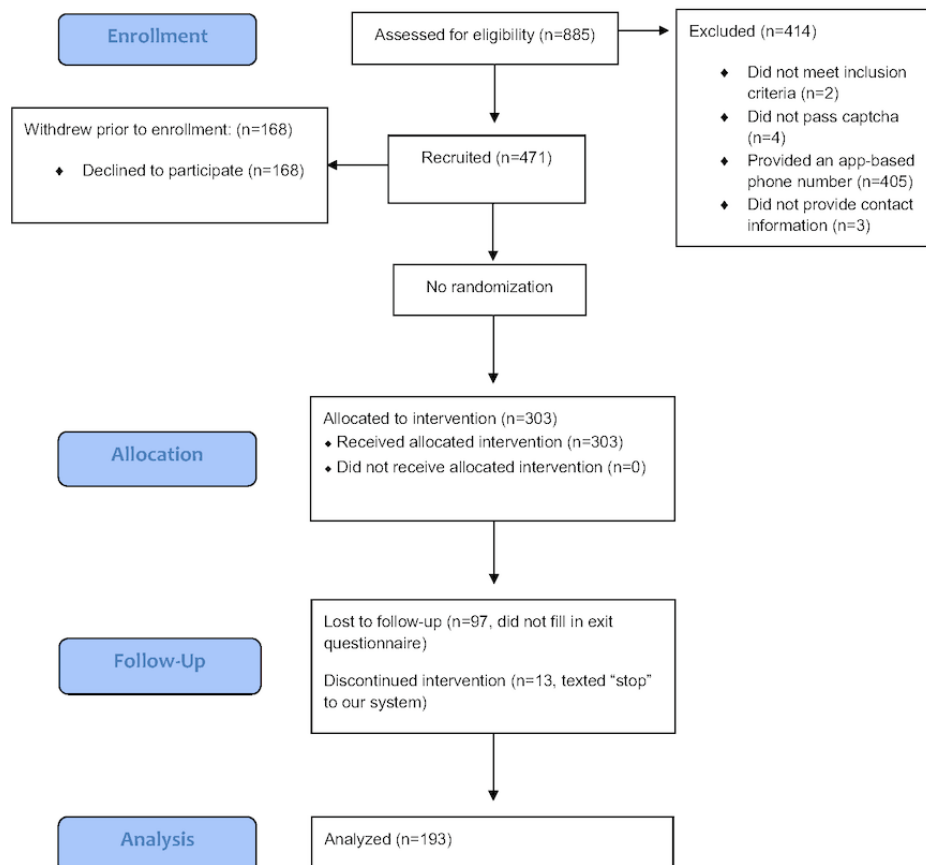 Enrollment
Assessed for eligibility (n=885)
Excluded (n=414)
♦ Did not meet inclusion
criteria (n=2)
♦ Did not pass captcha
(n=4)
♦ Provided an app-based
phone number (n=405)
♦ Did not provide contact
information (n=3)
Withdrew prior to enrollment: (n=168)
♦ Declined to participate (n=168)
Recruited (n=471)
No randomization
Allocation
Allocated to intervention (n=303)
♦ Received allocated intervention (n=303)
♦ Did not receive allocated intervention (n=0)
Follow-Up
Lost to follow-up (n=97, did not fill in exit
questionnaire)
Discontinued intervention (n=13, texted “stop”
to our system)
Analysis
Analyzed (n=193)